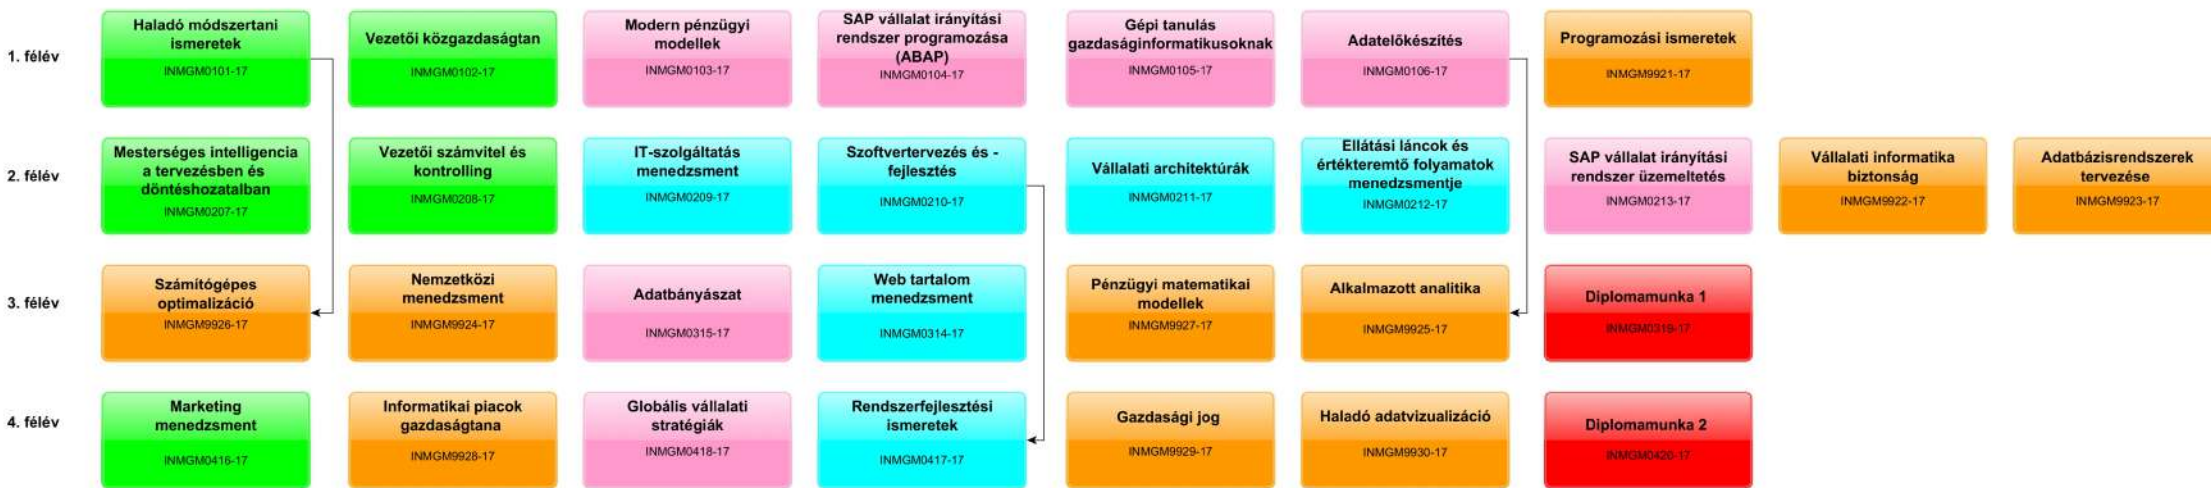 1. félév
Haladó módszertani
ismeretek
INMGM0101-17
Vezetői közgazdaságtan
INMGM0102-17
Modern pénzügyi
modellek
INMGM0103-17
SAP vállalat irányítási
rendszer programozása
(ABAP)
INMGM0104-17
Gépi tanulás
gazdaséginformatikusoknak
INMGM0105-17
Adatelőkészítés
INMGM0106-17
Programozási ismeretek
INMGM9921-17
2. félév
Mesterséges intelligencia
a tervezésben és
döntéshozatalban
INMGM0207-17
Vezetői számvitel és
kontrolling
INMGM0208-17
IT-szolgáltatás
menedzsment
INMGM0209-17
Szoftvertervezés és -
fejlesztés
INMGM0210-17
Vállalati architektúrák
INMGM0211-17
Ellátási láncok és
értékteremtő folyamatok
menedzsmentje
INMGM0212-17
SAP vállalat irányítási
rendszer üzemeltetés
INMGM0213-17
Vállalati informatika
biztonság
INMGM9922-17
Adatbázisrendszerek
tervezése
INMGM9923-17
3. félév
Számítógépes
optimalizáció
INMGM9926-17
Nemzetközi
menedzsment
INMGM9924-17
Adatbányászat
INMGM0315-17
Web tartalom
menedzsment
INMGM0314-17
Pénzügyi matematikai
modellek
INMGM9927-17
Alkalmazott analitika
INMGM9925-17
Diplomamunka 1
INMGM0319-17
4. félév
Marketing
menedzsment
INMGM0416-17
Informatikai piacok
gazdaságtana
INMGM9928-17
Globális vállalati
stratégiák
INMGM0418-17
Rendszerfejlesztési
ismeretek
INMGM0417-17
Gazdasági jog
INMGM9929-17
Haladó adatvizualizáció
INMGM9930-17
Diplomamunka 2
INMGM0420-17